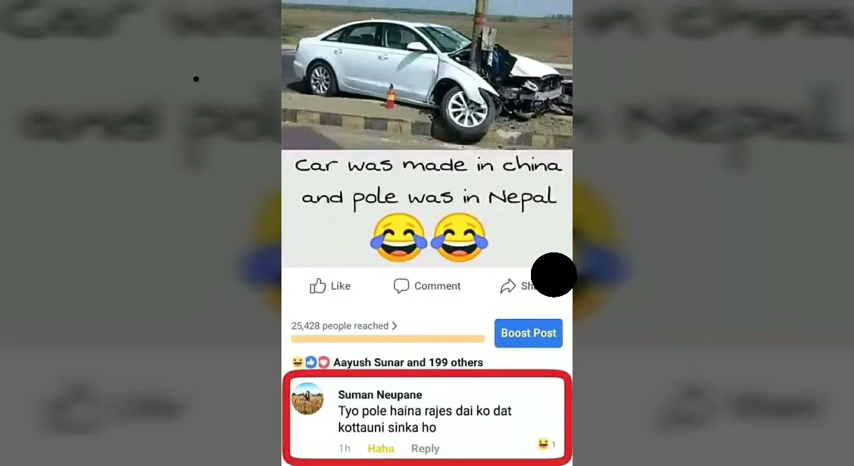 Car was made in china
and pole was in Nepal
Like Comment
25,428 people reached
Boost Post
Aayush Sunar and 199 others
Suman Neupane
Tyo pole haina rajes dai ko dat
kottauni sinka ho
1h Haha Reply
1